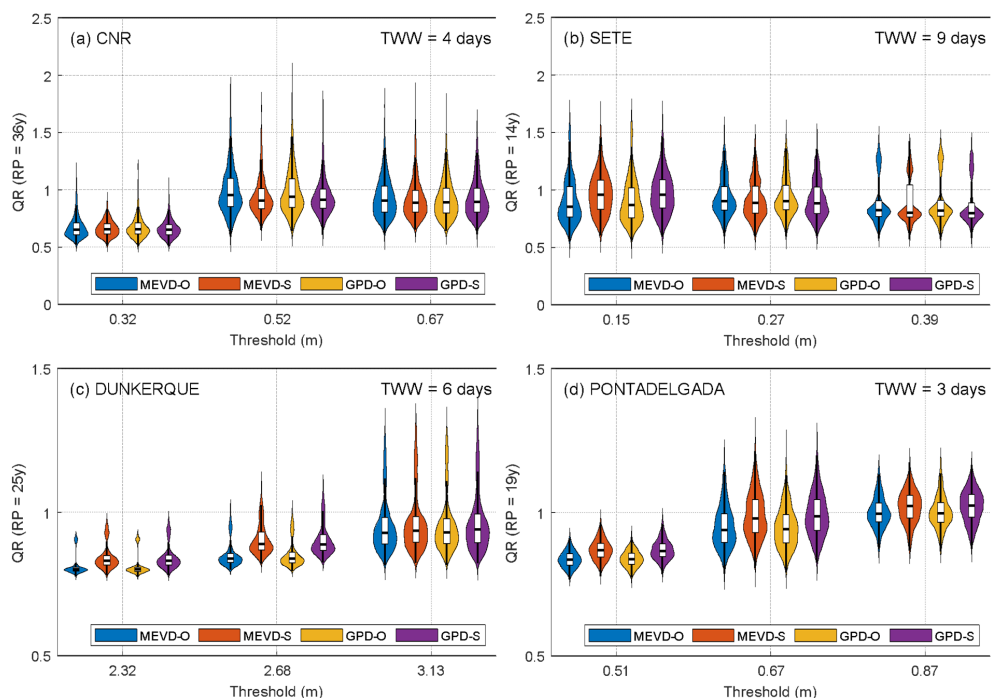 (a) CNR
TWW = 4 days
2.5
2
1.5
1
0.5
0
QR (RP = 36y)
MEVD-O MEVD-S GPD-O GPD-S
0.32 0.52 0.67
Threshold (m)
(b) SETE
TWW = 9 days
2.5
2
1.5
1
0.5
0
QR (RP = 14y)
MEVD-O MEVD-S GPD-O GPD-S
0.15 0.27 0.39
Threshold (m)
(c) DUNKERQUE
TWW = 6 days
1.5
1
0.5
QR (RP = 25y)
MEVD-O MEVD-S GPD-O GPD-S
2.32 2.68 3.13
Threshold (m)
(d) PONTADELGADA
TWW = 3 days
1.5
1
0.5
QR (RP = 19y)
MEVD-O MEVD-S GPD-O GPD-S
0.51 0.67 0.87
Threshold (m)